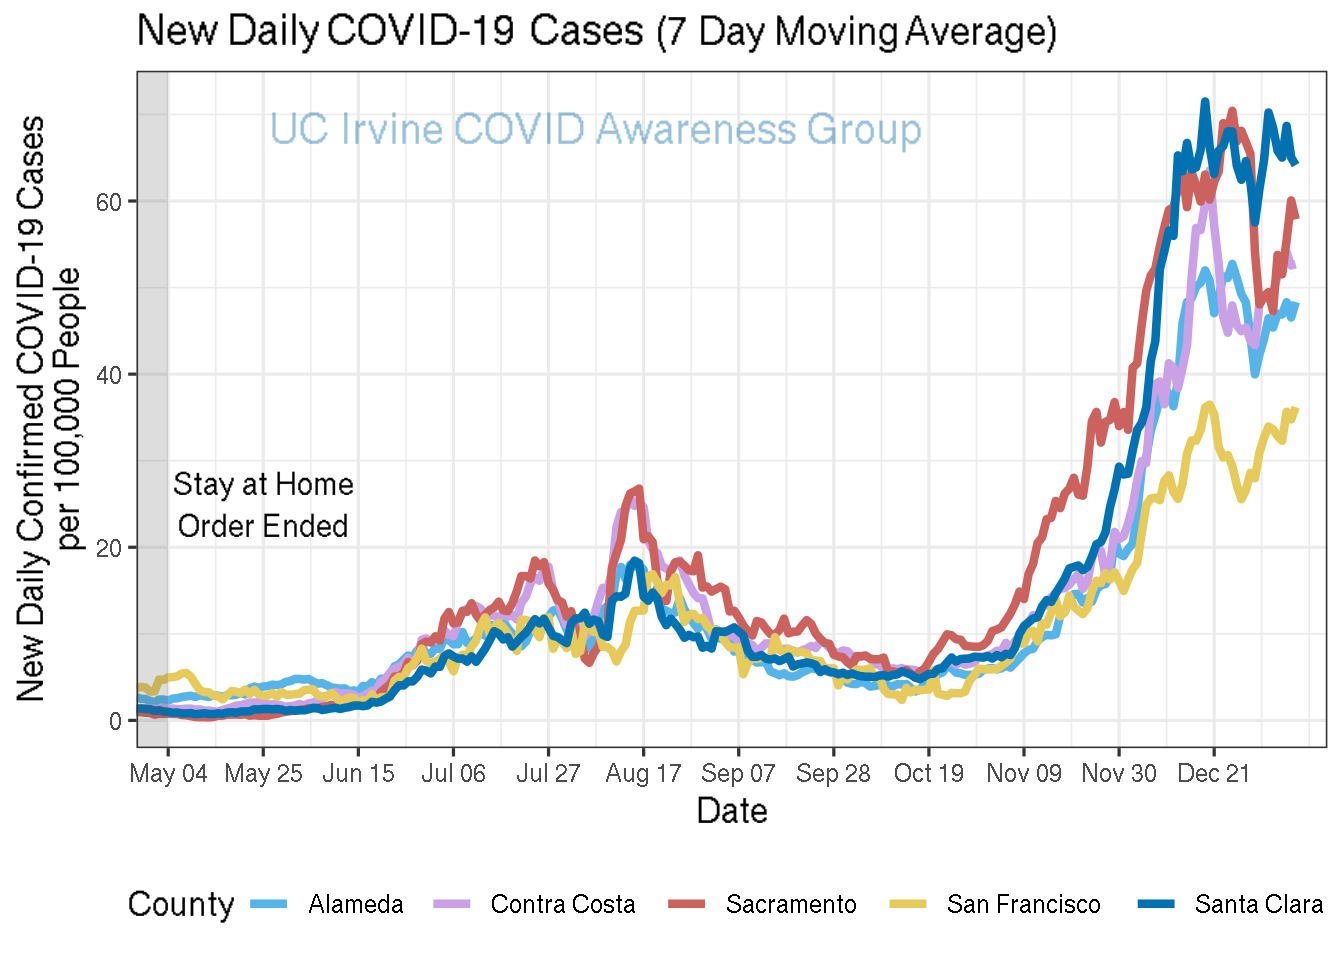 New Daily COVID-19 Cases (7 Day Moving Average)
UC Irvine COVID Awareness Group
New Daily Confirmed COVID-19 Cases
per 100,000 People
60
40
20
0
Stay at Home
Order Ended
May 04 May 25 Jun 15 Jul 06 Jul 27 Aug 17 Sep 07 Sep 28 Oct 19 Nov 09 Nov 30 Dec 21
Date
County Alameda Contra Costa Sacramento San Francisco Santa Clara